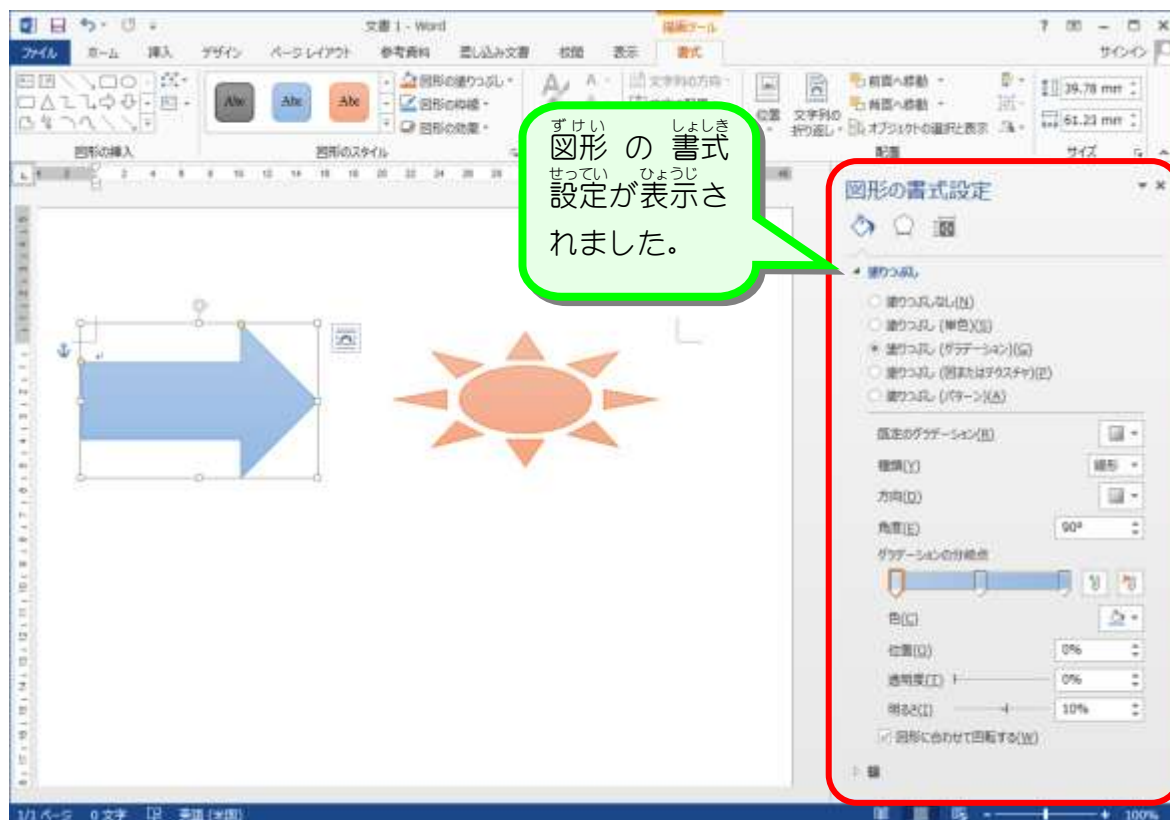 文書 1 - Word
描画ツール
ファイル ホーム 挿入 デザイン ページ レイアウト 参考資料 差し込み文書 校閲 表示 書式 サインイン
Abc Abc Abc
図形の塗りつぶし
図形の枠線
図形の効果
文字列の方向
位置
文字列の
折り返し
前面へ移動
背面へ移動
オブジェクトの選択と表示
39.78 mm
61.23 mm
図形の挿入 図形のスタイル 配置 サイズ
ずけい しょしき
図形 の 書式
せってい ひょうじ
設定が表示さ
れました。
図形の書式設定
塗りつぶし
塗りつぶしなし(N)
塗りつぶし (単色)(S)
塗りつぶし (グラデーション)(G)
塗りつぶし (図またはテクスチャ)(P)
塗りつぶし (パターン)(A)
既定のグラデーション(R)
種類(Y) 線形
方向(D)
角度(E) 90°
グラデーションの分岐点
色(C)
位置(O) 0%
透明度(T) 0%
明るさ(I) 10%
図形に合わせて回転する(W)
線
1/1 ページ 0 文字 英語 (米国) 100%